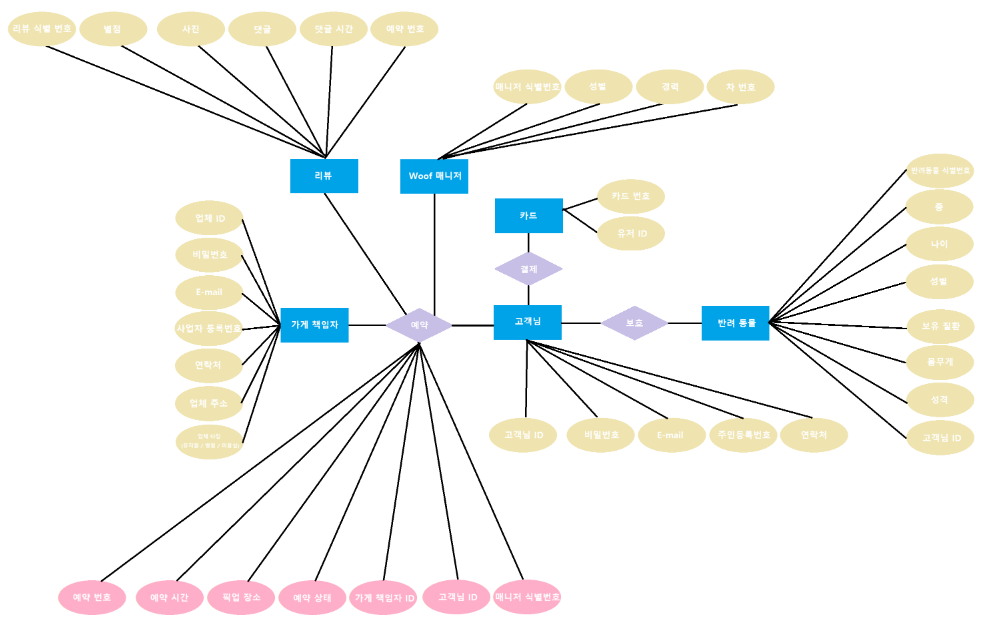 리뷰 식별 번호
별점
사진
댓글
댓글 시간
예약 번호
매니저 식별번호
성별
경력
차 번호
리뷰
Woof 매니저
반려동물 식별번호
카드 번호
카드
종
업체 ID
유저 ID
나이
비밀번호
결제
성별
E-mail
가게 책임자
예약
고객님
보호
반려 동물
사업자 등록번호
보유 질환
연락처
몸무게
업체 주소
성격
고객님 ID
비밀번호
E-mail
주민등록번호
연락처
고객님 ID
예약 번호
예약 시간
픽업 장소
예약 상태
가게 책임자 ID
고객님 ID
매니저 식별번호